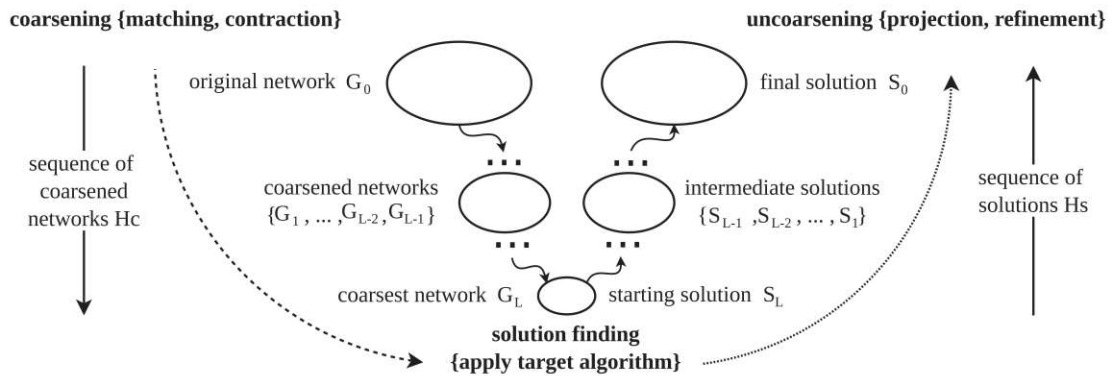 coarsening {matching, contraction}
uncoarsening {projection, refinement}
original network G0
final solution S0
sequence of
coarsened
networks Hc
...
...
coarsened networks
{G1 , ... ,GL-2,GL-1}
intermediate solutions
{SL-1 ,SL-2, ... , S1}
sequence of
solutions Hs
...
...
coarsest network GL
starting solution SL
solution finding
{apply target algorithm}